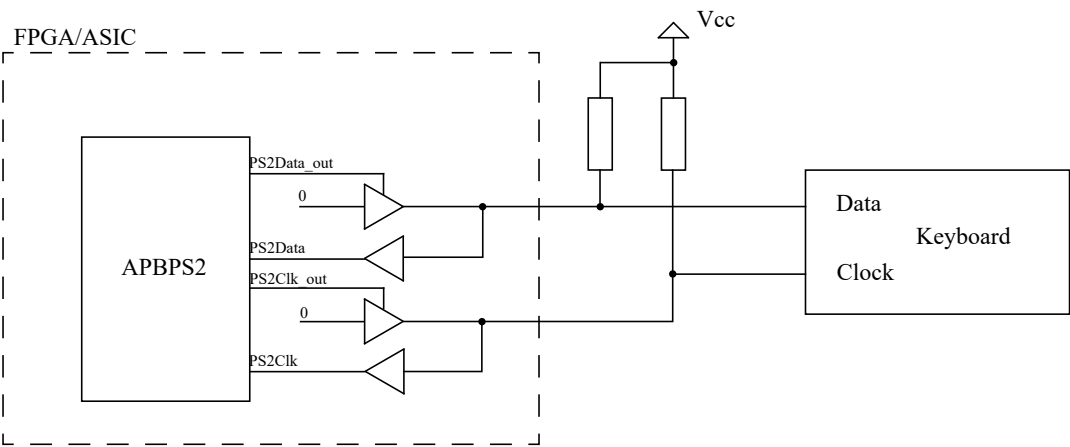 Vcc
FPGA/ASIC
PS2Data_out
0
PS2Data
APBPS2
PS2Clk_out
0
PS2Clk
Data
Keyboard
Clock